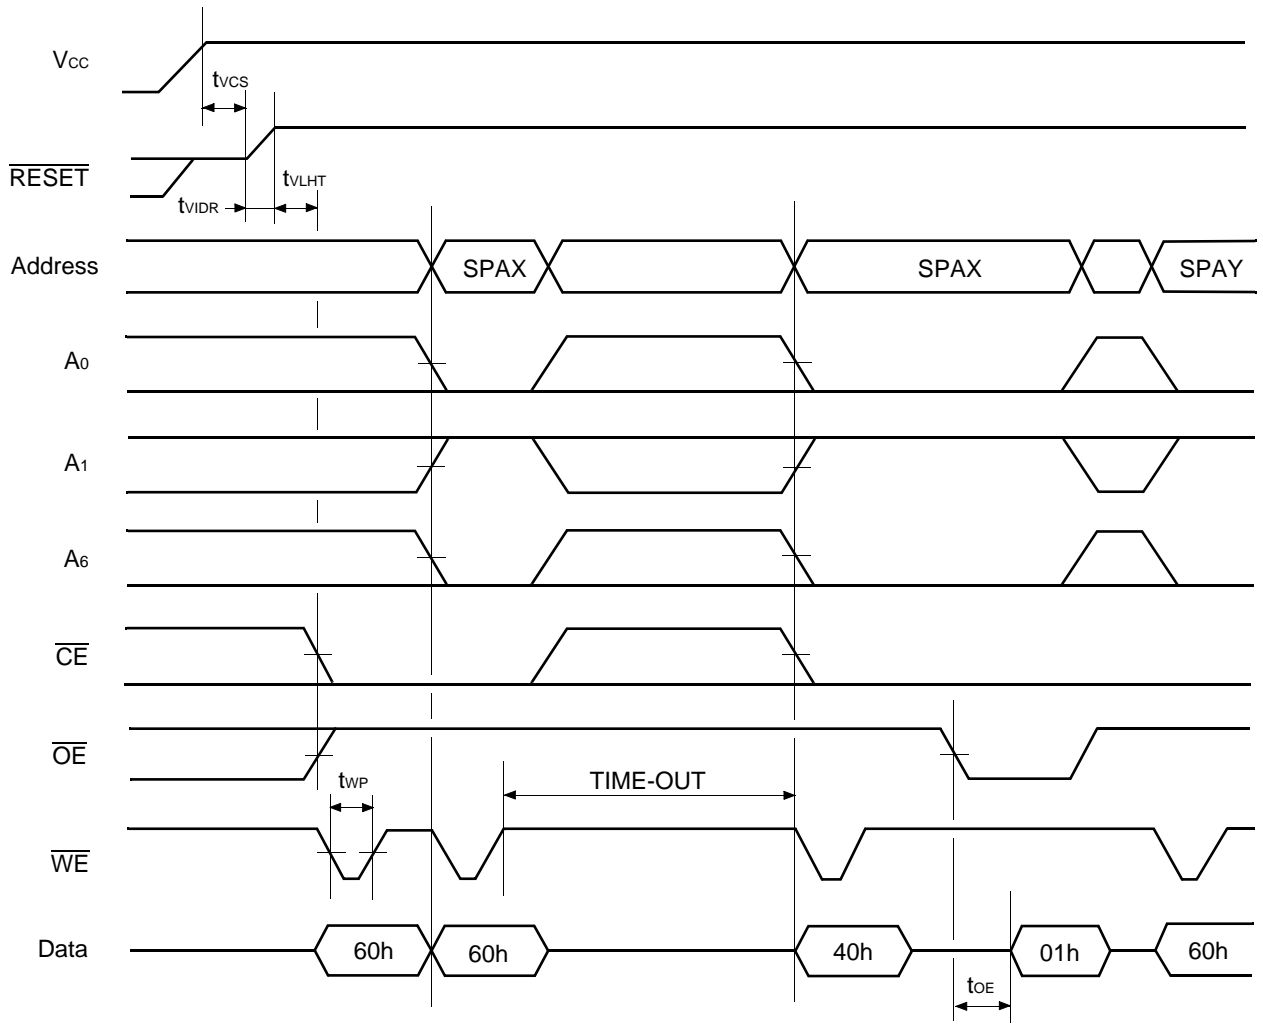 VCC
tVCS
RESET
tVLHT
tVIDR
Address
SPAX
SPAX
SPAY
A0
A1
A6
CE
OE
tWP
TIME-OUT
WE
Data
60h
60h
40h
01h
60h
tOE